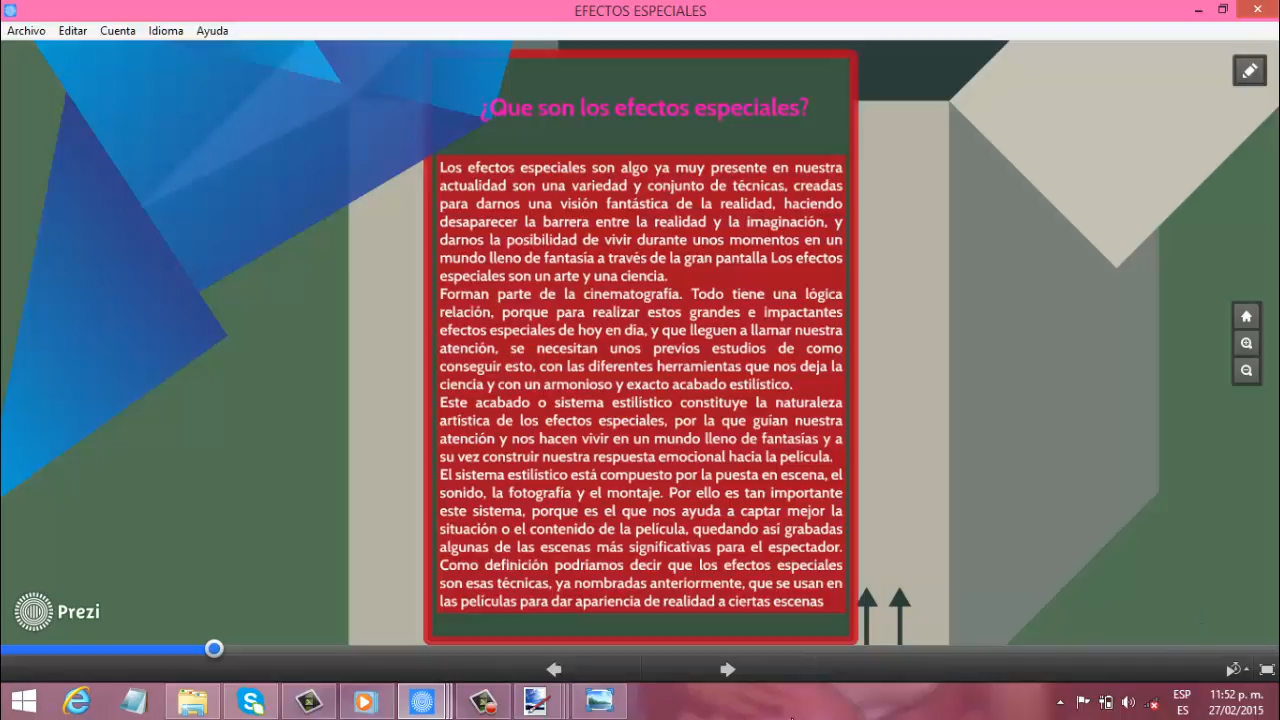 EFECTOS ESPECIALES
Archivo Editar Cuenta Idioma Ayuda
¿Que son los efectos especiales?
Los efectos especiales son algo ya muy presente en nuestra
actualidad son una variedad y conjunto de técnicas, creadas
para darnos una visión fantástica de la realidad, haciendo
desaparecer la barrera entre la realidad y la imaginación, y
darnos la posibilidad de vivir durante unos momentos en un
mundo lleno de fantasía a través de la gran pantalla Los efectos
especiales son un arte y una ciencia.
Forman parte de la cinematografía. Todo tiene una lógica
relación, porque para realizar estos grandes e impactantes
efectos especiales de hoy en día, y que lleguen a llamar nuestra
atención, se necesitan unos previos estudios de como
conseguir esto, con las diferentes herramientas que nos deja la
ciencia y con un armonioso y exacto acabado estilístico.
Este acabado o sistema estilístico constituye la naturaleza
artística de los efectos especiales, por la que guían nuestra
atención y nos hacen vivir en un mundo lleno de fantasías y a
su vez construir nuestra respuesta emocional hacia la película.
El sistema estilístico está compuesto por la puesta en escena, el
sonido, la fotografía y el montaje. Por ello es tan importante
este sistema, porque es el que nos ayuda a captar mejor la
situación o el contenido de la película, quedando así grabadas
algunas de las escenas más significativas para el espectador.
Como definición podríamos decir que los efectos especiales
son esas técnicas, ya nombradas anteriormente, que se usan en
las películas para dar apariencia de realidad a ciertas escenas
Prezi
ESP 11:52 p. m.
ES 27/02/2015